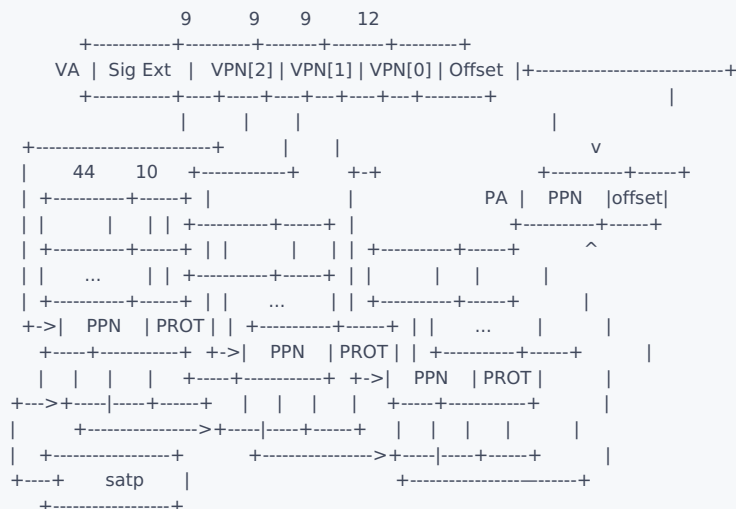 9 9 9 12
+------------+----------+--------+--------+---------+
VA | Sig Ext | VPN[2] | VPN[1] | VPN[0] | Offset |+-----------------------------+
+------------+----+-----+----+---+----+---+---------+ |
| | | |
+---------------------------+ | | v
| 44 10 +-------------+ +-+ +-----------+------+
| +-----------+------+ | | PA | PPN |offset|
| | | | | +-----------+------+ | +-----------+------+
| +-----------+------+ | | | | | +-----------+------+ ^
| | ... | | +-----------+------+ | | | | |
| +-----------+------+ | | ... | | +-----------+------+ |
+->| PPN | PROT | | +-----------+------+ | | ... | |
+-----+------------+ +->| PPN | PROT | | +-----------+------+ |
| | | | +-----+------------+ +->| PPN | PROT | |
+--->+-----|-----+------+ | | | | +-----+------------+ |
| +----------------->+-----|-----+------+ | | | | |
| +------------------+ +----------------->+-----|-----+------+ |
+----+ satp | +------------------—------+
+------------------+